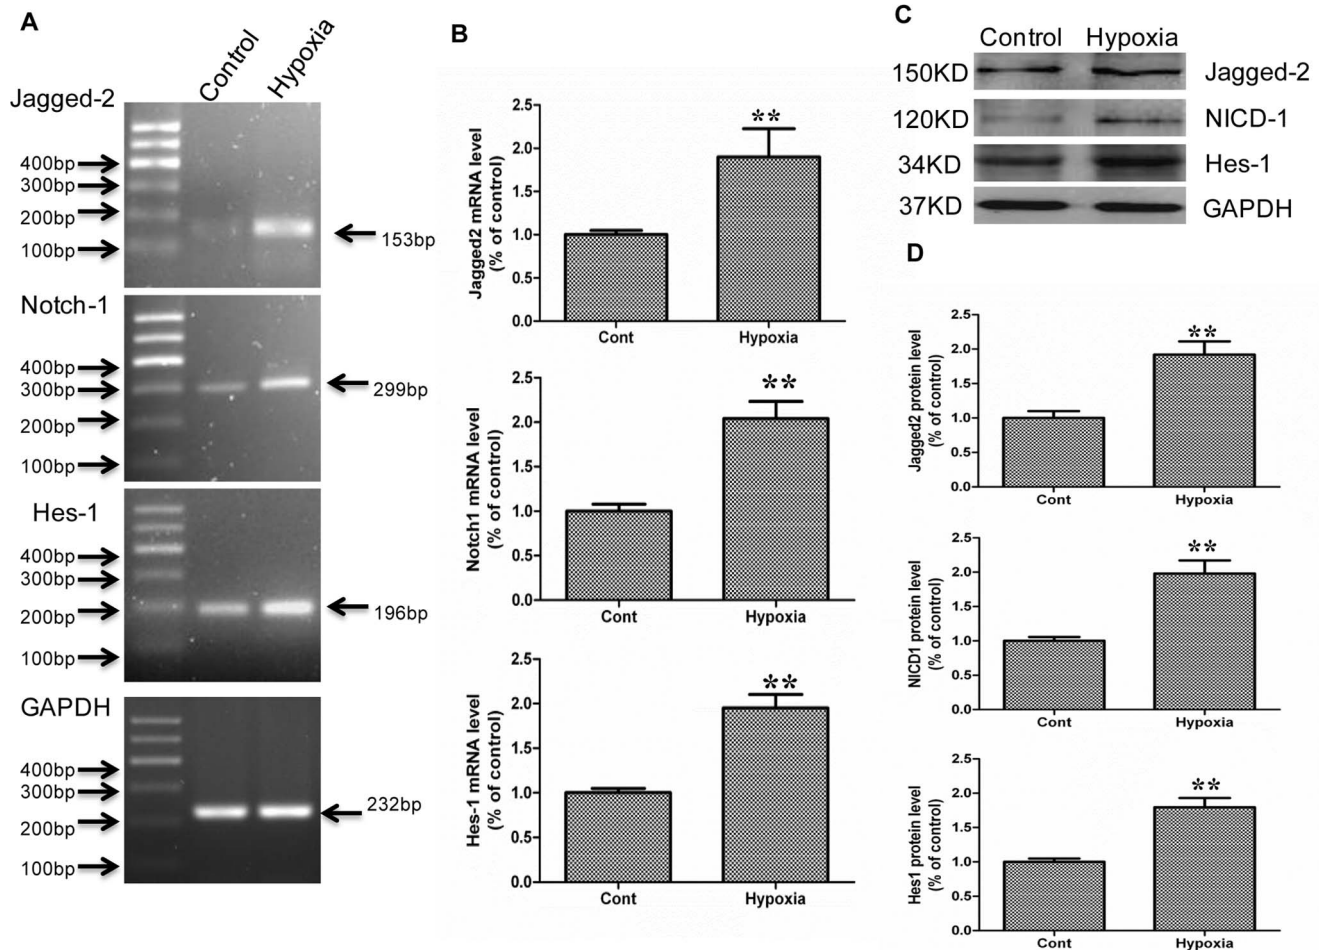 A
Control
Hypoxia
Jagged-2
400bp
300bp
200bp
100bp
153bp
Notch-1
400bp
300bp
200bp
100bp
299bp
Hes-1
400bp
300bp
200bp
100bp
196bp
GAPDH
400bp
300bp
200bp
100bp
232bp
B
Jagged2 mRNA level
(% of control)
2.5
2.0
1.5
1.0
0.5
0.0
**
Cont Hypoxia
Notch1 mRNA level
(% of control)
2.5
2.0
1.5
1.0
0.5
0.0
**
Cont Hypoxia
Hes-1 mRNA level
(% of control)
2.5
2.0
1.5
1.0
0.5
0.0
**
Cont Hypoxia
C
Control Hypoxia
150KD Jagged-2
120KD NICD-1
34KD Hes-1
37KD GAPDH
D
Jagged2 protein level
(% of control)
2.5
2.0
1.5
1.0
0.5
0.0
**
Cont Hypoxia
NICD1 protein level
(% of control)
2.5
2.0
1.5
1.0
0.5
0.0
**
Cont Hypoxia
Hes1 protein level
(% of control)
2.5
2.0
1.5
1.0
0.5
0.0
**
Cont Hypoxia